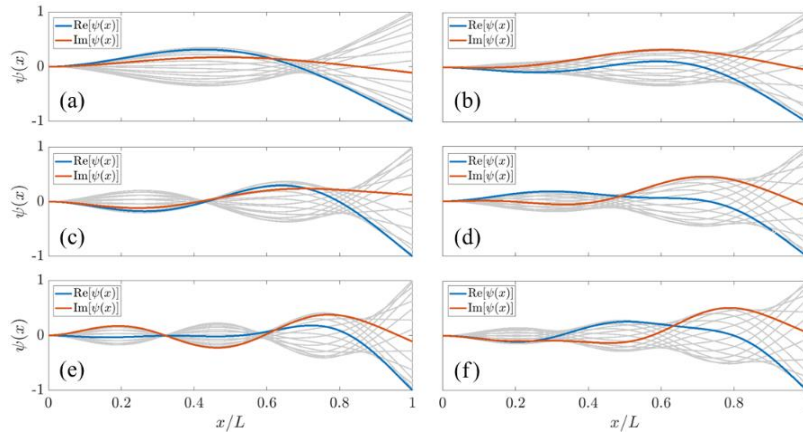 1
0
-1
ψ(x)
Re[ψ(x)]
Im[ψ(x)]
(a)
Re[ψ(x)]
Im[ψ(x)]
(b)
1
0
-1
ψ(x)
Re[ψ(x)]
Im[ψ(x)]
(c)
Re[ψ(x)]
Im[ψ(x)]
(d)
1
0
-1
ψ(x)
Re[ψ(x)]
Im[ψ(x)]
(e)
Re[ψ(x)]
Im[ψ(x)]
(f)
0 0.2 0.4 0.6 0.8 1
x/L
0 0.2 0.4 0.6 0.8 1
x/L